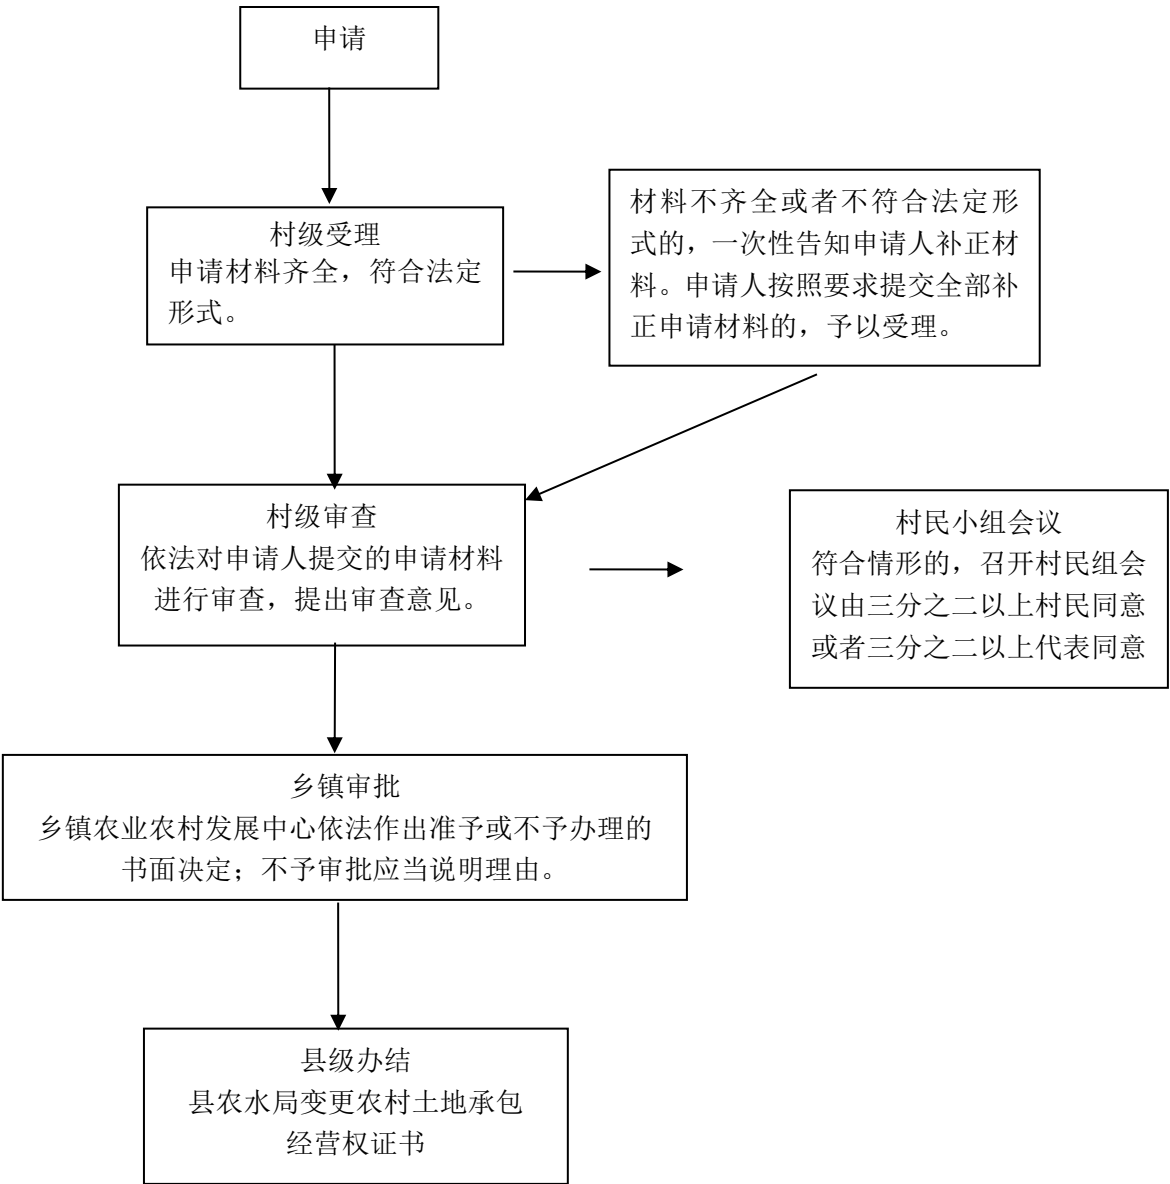 申请
村级受理
申请材料齐全，符合法定
形式。
材料不齐全或者不符合法定形
式的，一次性告知申请人补正材
料。申请人按照要求提交全部补
正申请材料的，予以受理。
村级审查
依法对申请人提交的申请材料
进行审查，提出审查意见。
村民小组会议
符合情形的，召开村民组会
议由三分之二以上村民同意
或者三分之二以上代表同意
乡镇审批
乡镇农业农村发展中心依法作出准予或不予办理的
书面决定；不予审批应当说明理由。
县级办结
县农水局变更农村土地承包
经营权证书